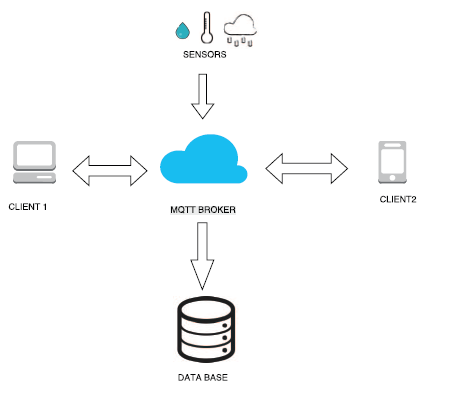 SENSORS
CLIENT 1
MQTT BROKER
CLIENT2
DATA BASE